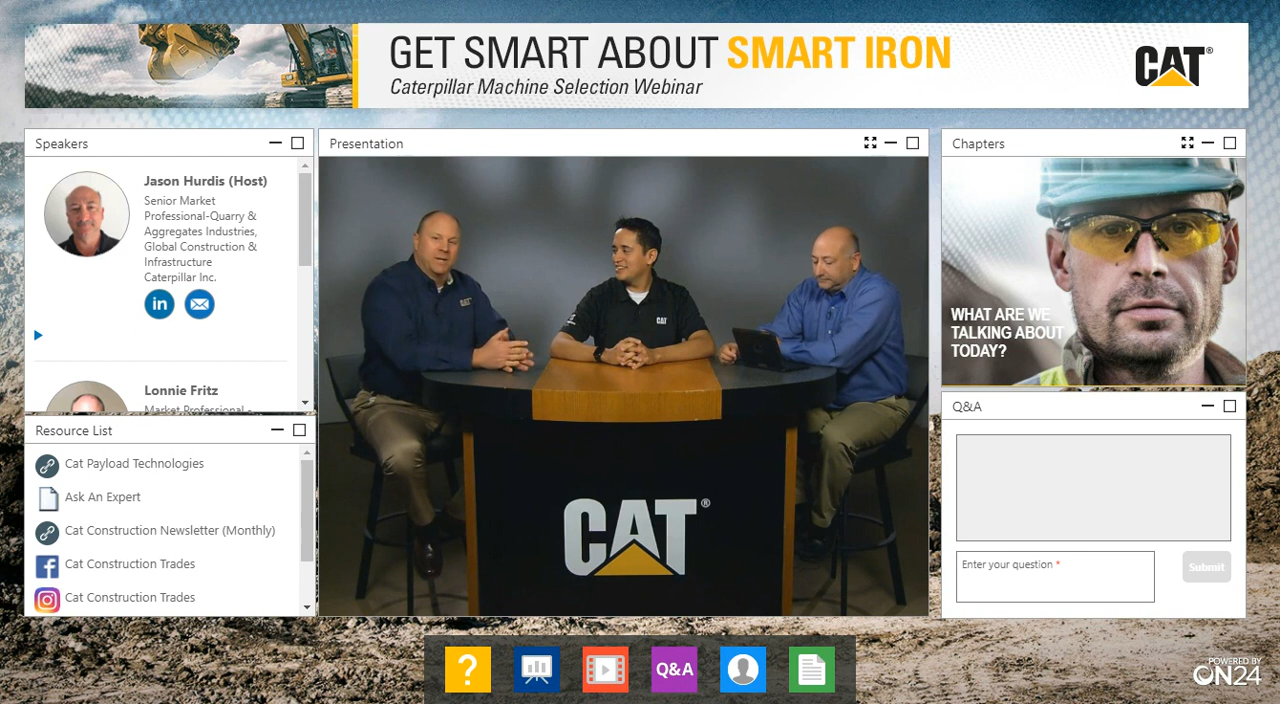 GET SMART ABOUT SMART IRON
Caterpillar Machine Selection Webinar
CAT®
Speakers
Jason Hurdis (Host)
Senior Market
Professional-Quarry &
Aggregates Industries,
Global Construction &
Infrastructure
Caterpillar Inc.
in
Lonnie Fritz
Market Professional -
Resource List
Cat Payload Technologies
Ask An Expert
Cat Construction Newsletter (Monthly)
Cat Construction Trades
Cat Construction Trades
Presentation
CAT
CAT
CAT®
Chapters
WHAT ARE WE
TALKING ABOUT
TODAY?
Q&A
Enter your question *
Submit
?
Q&A
POWERED BY
ON24